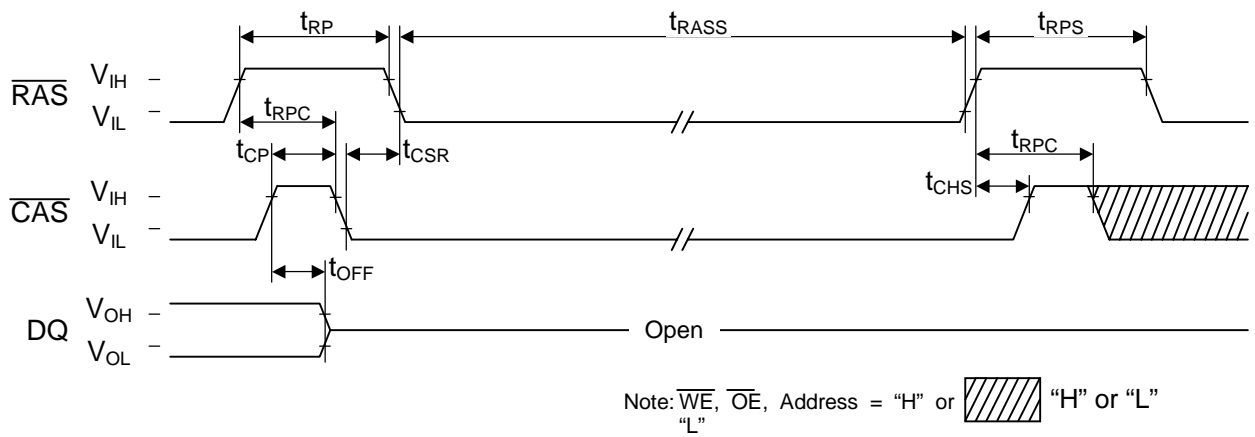 tRP
tRASS
tRPS
RAS
VIH
VIL
tRPC
tRPC
tCP
tCSR
tCHS
CAS
VIH
VIL
tOFF
DQ
VOH
VOL
Open
Note: WE, OE, Address = “H” or “L”
“H” or “L”